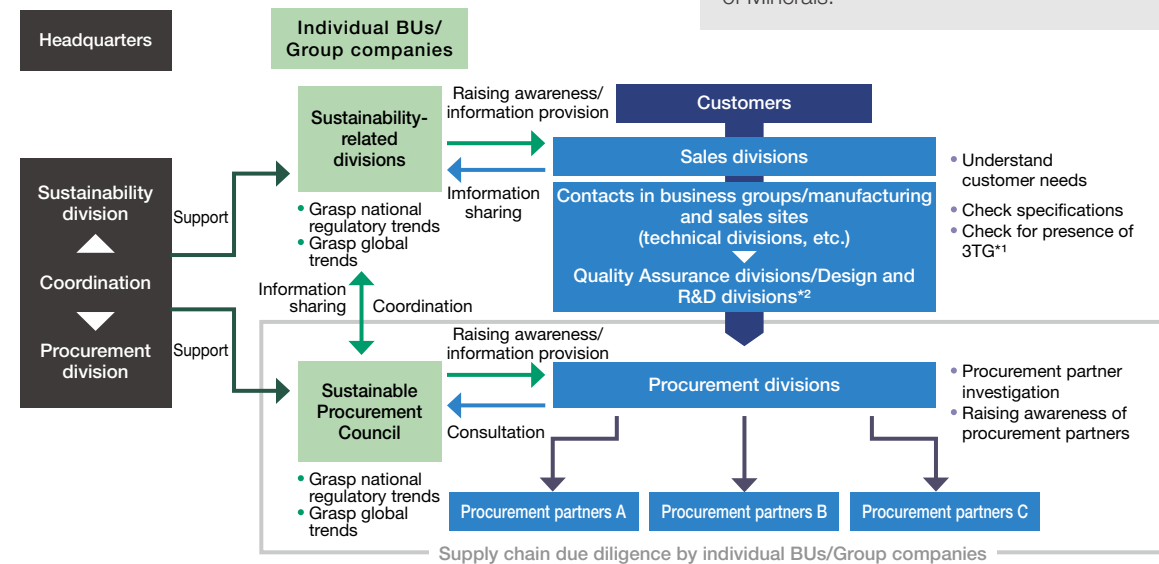 of Minerals.
Headquarters
Individual BUs/
Group companies
Sustainability
division
Coordination
Procurement
division
Support
Support
Sustainability-
related
divisions
• Grasp national
regulatory trends
• Grasp global
trends
Information
sharing
Coordination
Sustainable
Procurement
Council
• Grasp national
regulatory trends
• Grasp global
trends
Raising awareness/
information provision
Imformation
sharing
Raising awareness/
information provision
Consultation
Customers
Sales divisions
Contacts in business groups/manufacturing
and sales sites
(technical divisions, etc.)
Quality Assurance divisions/Design and
R&D divisions*2
• Understand
customer needs
• Check specifications
• Check for presence of
3TG*1
Procurement divisions
• Procurement partner
investigation
• Raising awareness of
procurement partners
Procurement partners A
Procurement partners B
Procurement partners C
Supply chain due diligence by individual BUs/Group companies